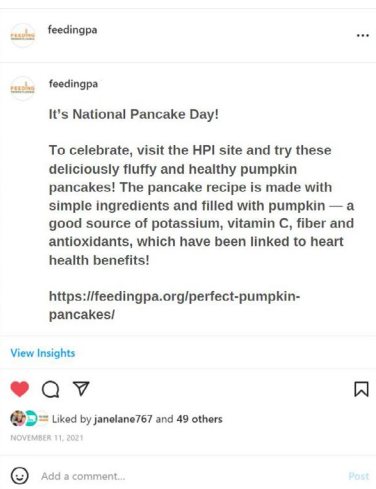 feedingpa
FEEDING
feedingpa
FEEDING
It's National Pancake Day!
To celebrate, visit the HPI site and try these
deliciously fluffy and healthy pumpkin
pancakes! The pancake recipe is made with
simple ingredients and filled with pumpkin — a
good source of potassium, vitamin C, fiber and
antioxidants, which have been linked to heart
health benefits!
https://feedingpa.org/perfect-pumpkin-
pancakes/
View Insights
Liked by janelane767 and 49 others
NOVEMBER 11, 2021
Add a comment...
Post